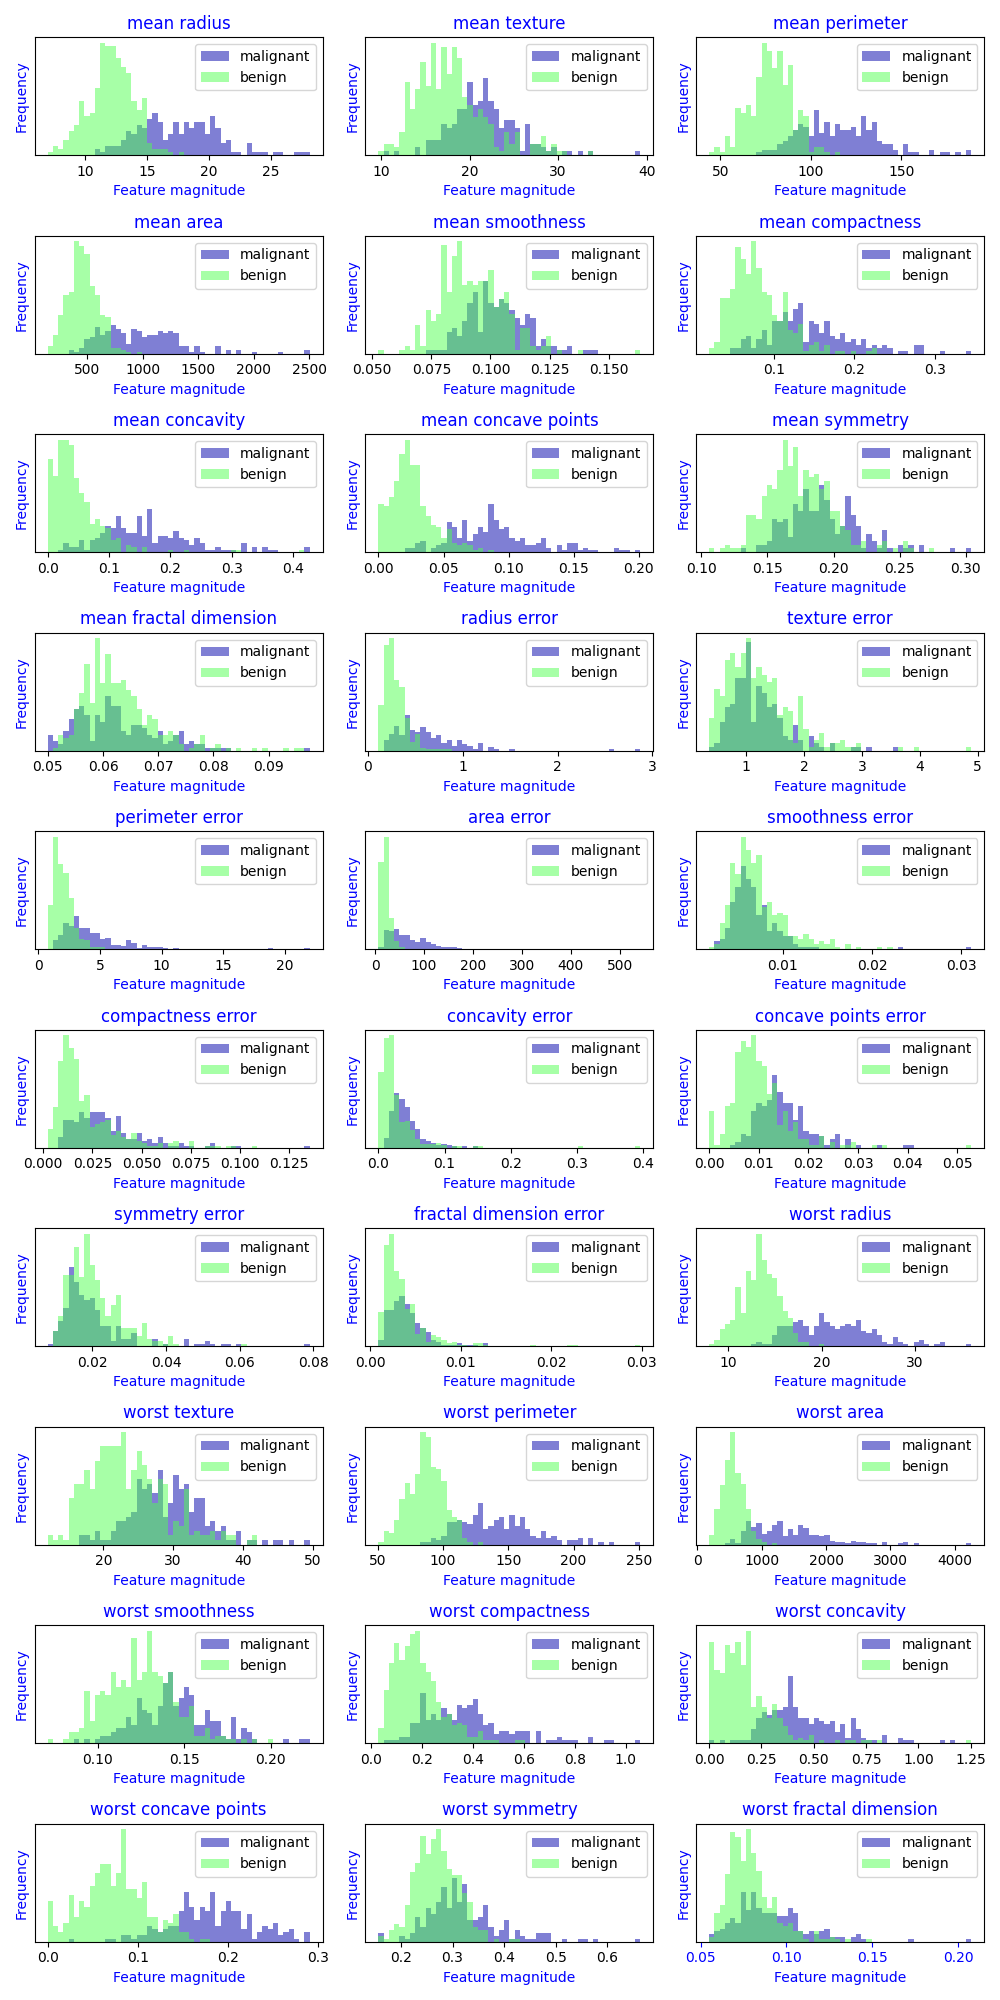 mean radius
mean texture
mean perimeter
Frequency
malignant
benign
Frequency
malignant
benign
Frequency
malignant
benign
10 15 20 25
10 20 30 40
50 100 150
Feature magnitude
Feature magnitude
Feature magnitude
mean area
mean smoothness
mean compactness
Frequency
malignant
benign
Frequency
malignant
benign
Frequency
malignant
benign
500 1000 1500 2000 2500
0.050 0.075 0.100 0.125 0.150
0.1 0.2 0.3
Feature magnitude
Feature magnitude
Feature magnitude
mean concavity
mean concave points
mean symmetry
Frequency
malignant
benign
Frequency
malignant
benign
Frequency
malignant
benign
0.0 0.1 0.2 0.3 0.4
0.00 0.05 0.10 0.15 0.20
0.10 0.15 0.20 0.25 0.30
Feature magnitude
Feature magnitude
Feature magnitude
mean fractal dimension
radius error
texture error
Frequency
malignant
benign
Frequency
malignant
benign
Frequency
malignant
benign
0.05 0.06 0.07 0.08 0.09
0 1 2 3
1 2 3 4 5
Feature magnitude
Feature magnitude
Feature magnitude
perimeter error
area error
smoothness error
Frequency
malignant
benign
Frequency
malignant
benign
Frequency
malignant
benign
0 5 10 15 20
0 100 200 300 400 500
0.01 0.02 0.03
Feature magnitude
Feature magnitude
Feature magnitude
compactness error
concavity error
concave points error
Frequency
malignant
benign
Frequency
malignant
benign
Frequency
malignant
benign
0.000 0.025 0.050 0.075 0.100 0.125
0.0 0.1 0.2 0.3 0.4
0.00 0.01 0.02 0.03 0.04 0.05
Feature magnitude
Feature magnitude
Feature magnitude
symmetry error
fractal dimension error
worst radius
Frequency
malignant
benign
Frequency
malignant
benign
Frequency
malignant
benign
0.02 0.04 0.06 0.08
0.00 0.01 0.02 0.03
10 20 30
Feature magnitude
Feature magnitude
Feature magnitude
worst texture
worst perimeter
worst area
Frequency
malignant
benign
Frequency
malignant
benign
Frequency
malignant
benign
20 30 40 50
50 100 150 200 250
0 1000 2000 3000 4000
Feature magnitude
Feature magnitude
Feature magnitude
worst smoothness
worst compactness
worst concavity
Frequency
malignant
benign
Frequency
malignant
benign
Frequency
malignant
benign
0.10 0.15 0.20
0.0 0.2 0.4 0.6 0.8 1.0
0.00 0.25 0.50 0.75 1.00 1.25
Feature magnitude
Feature magnitude
Feature magnitude
worst concave points
worst symmetry
worst fractal dimension
Frequency
malignant
benign
Frequency
malignant
benign
Frequency
malignant
benign
0.0 0.1 0.2 0.3
0.2 0.3 0.4 0.5 0.6
0.05 0.10 0.15 0.20
Feature magnitude
Feature magnitude
Feature magnitude